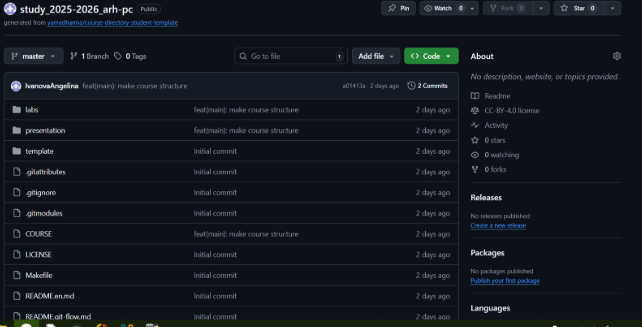 study_2025-2026_arh-pc Public
Pin Watch 0 Fork 0 Star 0
generated from yamadharma/course-directory-student-template
master 1 Branch 0 Tags Go to file t Add file Code
IvanovaAngelina feat(main): make course structure a01413a · 2 days ago 2 Commits
labs feat(main): make course structure 2 days ago
presentation feat(main): make course structure 2 days ago
template Initial commit 2 days ago
.gitattributes Initial commit 2 days ago
.gitignore Initial commit 2 days ago
.gitmodules Initial commit 2 days ago
COURSE feat(main): make course structure 2 days ago
LICENSE Initial commit 2 days ago
Makefile Initial commit 2 days ago
README.en.md Initial commit 2 days ago
README.git-flow.md Initial commit 2 days ago
About
No description, website, or topics provided.
Readme
CC-BY-4.0 license
Activity
0 stars
0 watching
0 forks
Releases
No releases published
Create a new release
Packages
No packages published
Publish your first package
Languages